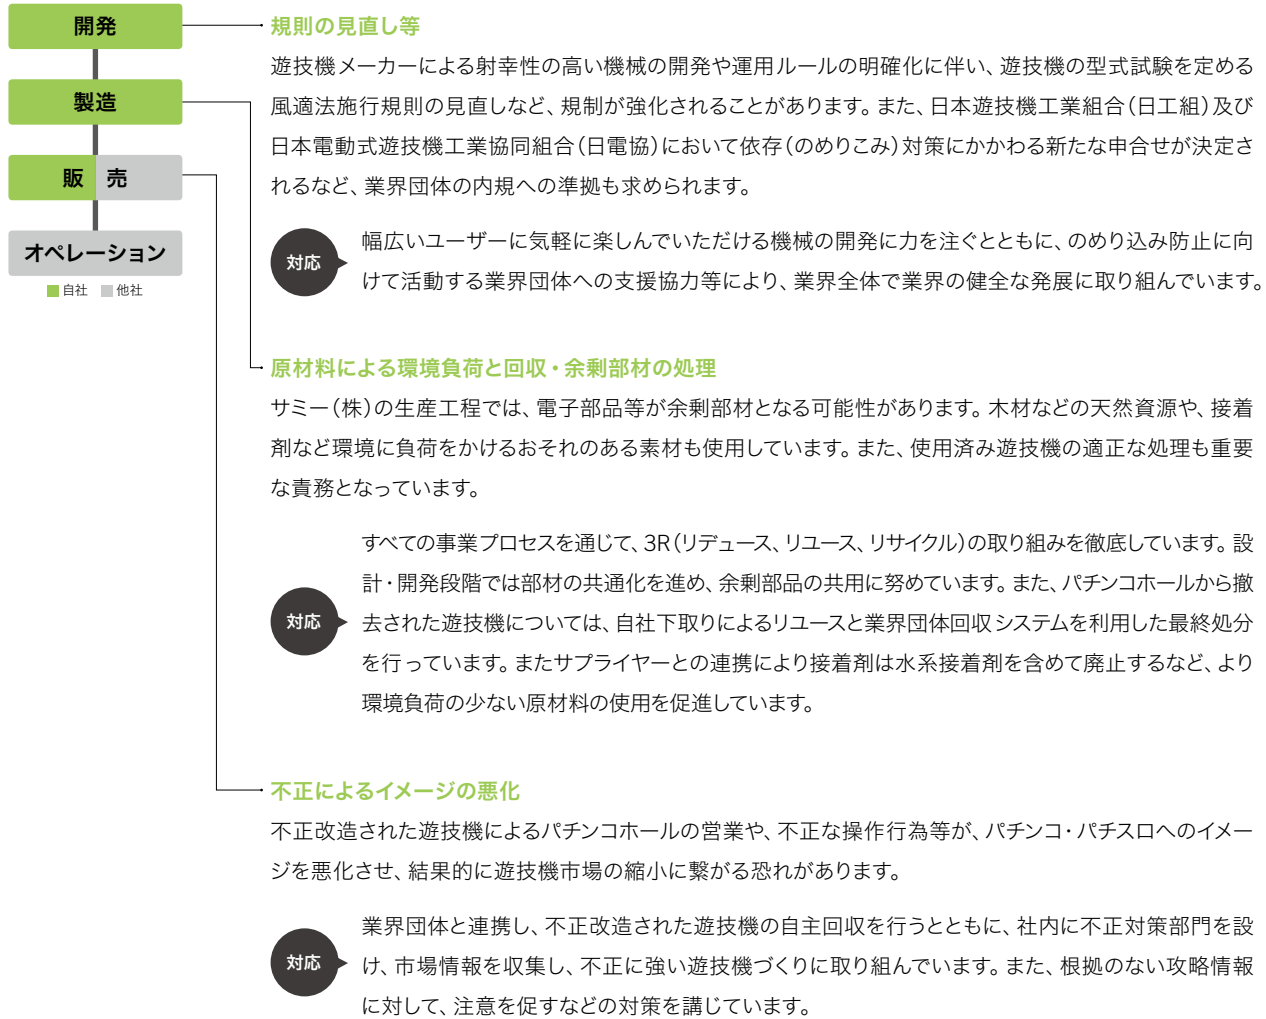 開発
製造
販 売
オペレーション
自社 他社
規則の見直し等
遊技機メーカーによる射幸性の高い機械の開発や運用ルールの明確化に伴い、遊技機の型式試験を定める
風適法施行規則の見直しなど、規制が強化されることがあります。また、日本遊技機工業組合(日工組)及び
日本電動式遊技機工業協同組合(日電協)において依存(のめりこみ)対策にかかわる新たな申合せが決定さ
れるなど、業界団体の内規への準拠も求められます。
対応
幅広いユーザーに気軽に楽しんでいただける機械の開発に力を注ぐとともに、のめり込み防止に向
けて活動する業界団体への支援協力等により、業界全体で業界の健全な発展に取り組んでいます。
原材料による環境負荷と回収・余剰部材の処理
サミー(株)の生産工程では、電子部品等が余剰部材となる可能性があります。木材などの天然資源や、接着
剤など環境に負荷をかけるおそれのある素材も使用しています。また、使用済み遊技機の適正な処理も重要
な責務となっています。
対応
すべての事業プロセスを通じて、3R(リデュース、リユース、リサイクル)の取り組みを徹底しています。設
計・開発段階では部材の共通化を進め、余剰部品の共用に努めています。また、パチンコホールから撤
去された遊技機については、自社下取りによるリユースと業界団体回収システムを利用した最終処分
を行っています。またサプライヤーとの連携により接着剤は水系接着剤を含めて廃止するなど、より
環境負荷の少ない原材料の使用を促進しています。
不正によるイメージの悪化
不正改造された遊技機によるパチンコホールの営業や、不正な操作行為等が、パチンコ・パチスロへのイメー
ジを悪化させ、結果的に遊技機市場の縮小に繋がる恐れがあります。
対応
業界団体と連携し、不正改造された遊技機の自主回収を行うとともに、社内に不正対策部門を設
け、市場情報を収集し、不正に強い遊技機づくりに取り組んでいます。また、根拠のない攻略情報
に対して、注意を促すなどの対策を講じています。